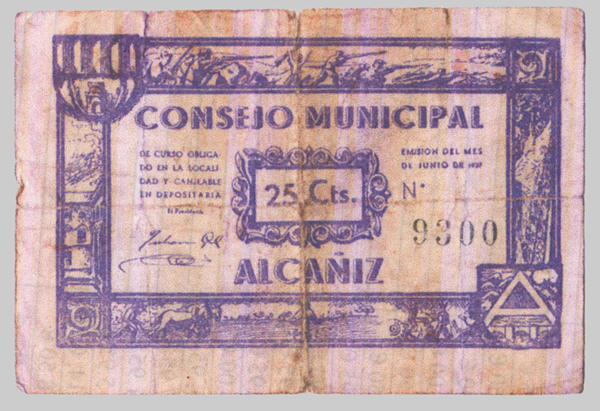 CONSEJO MUNICIPAL
DE CURSO OBLIGA-
DO EN LA LOCALI-
DAD Y CANJEABLE
EN DEPOSITARIA
El Presidente,
25 Cts.
EMISION DEL MES
DE JUNIO DE 1937
N.°
9300
ALCAÑIZ